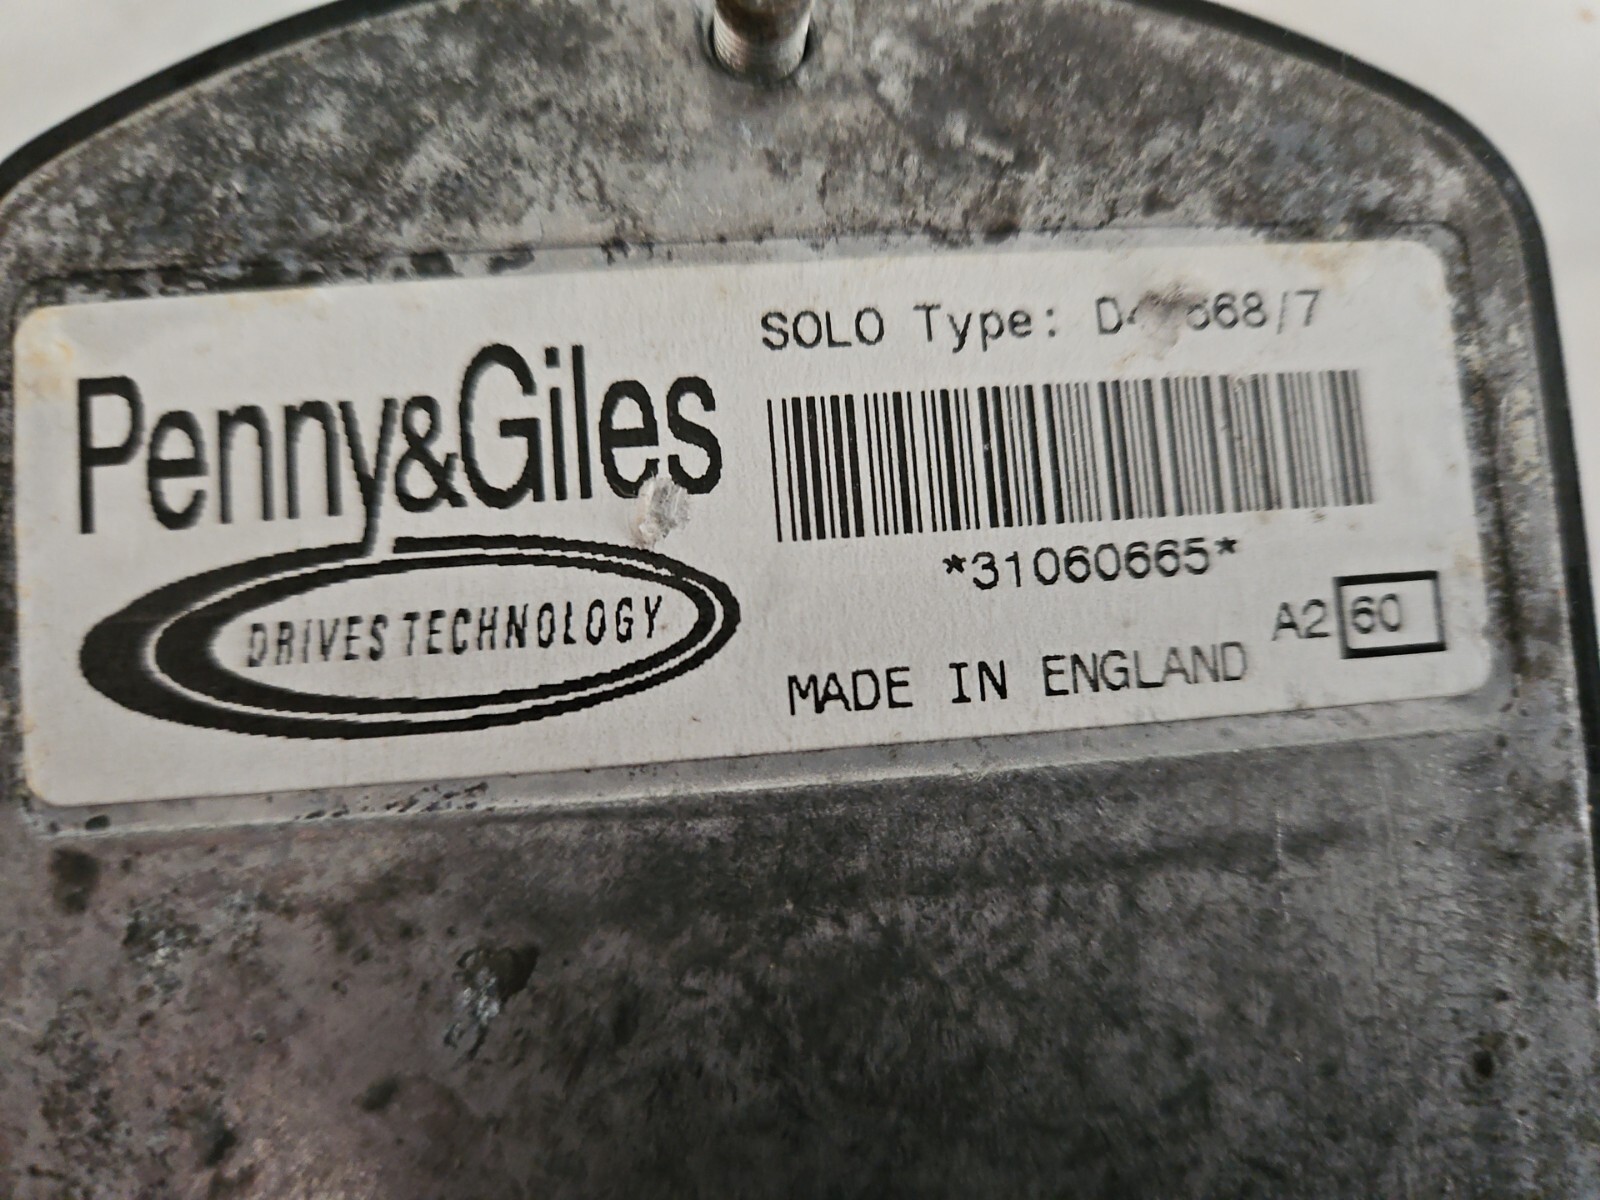 Penny&Giles
DRIVES TECHNOLOGY
SOLO Type:
*31060665*
A2 60
MADE IN ENGLAND